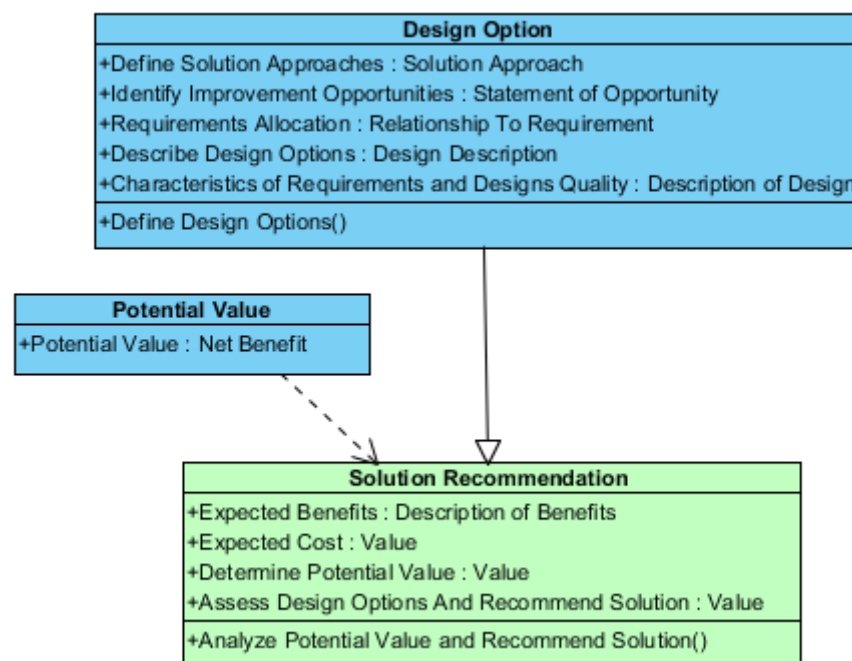 Design Option
+Define Solution Approaches : Solution Approach
+Identify Improvement Opportunities : Statement of Opportunity
+Requirements Allocation : Relationship To Requirement
+Describe Design Options : Design Description
+Characteristics of Requirements and Designs Quality : Description of Design
+Define Design Options()
Potential Value
+Potential Value : Net Benefit
Solution Recommendation
+Expected Benefits : Description of Benefits
+Expected Cost : Value
+Determine Potential Value : Value
+Assess Design Options And Recommend Solution : Value
+Analyze Potential Value and Recommend Solution()